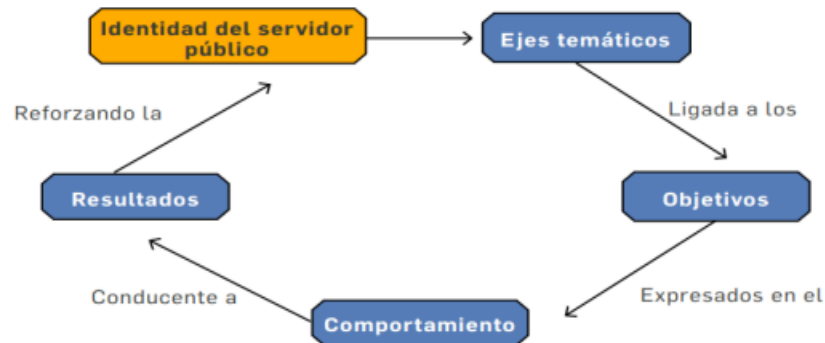 Identidad del servidor
público
Ejes temáticos
Ligada a los
Objetivos
Expresados en el
Comportamiento
Conducente a
Resultados
Reforzando la